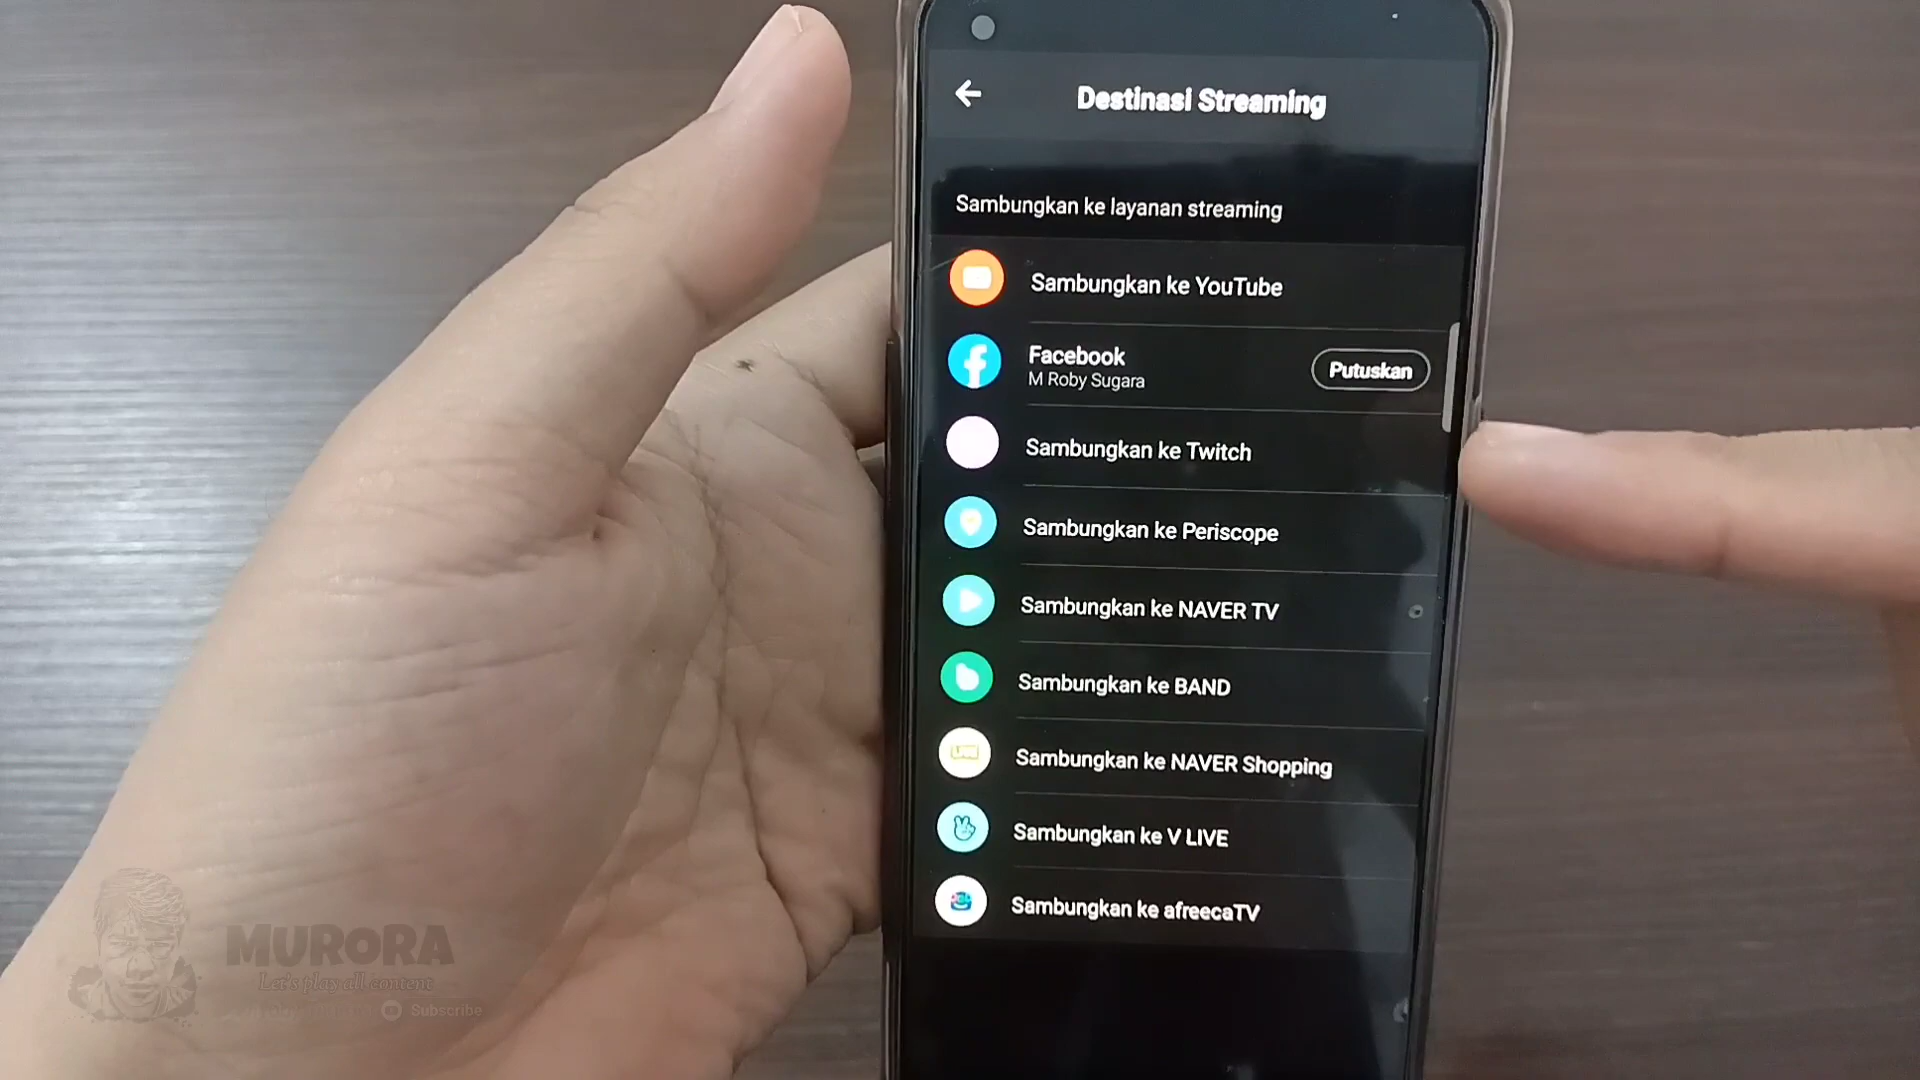 Destinasi Streaming
Sambungkan ke layanan streaming
Sambungkan ke YouTube
Facebook
M Roby Sugara
Putuskan
Sambungkan ke Twitch
Sambungkan ke Periscope
Sambungkan ke NAVER TV
Sambungkan ke BAND
LIVE
Sambungkan ke NAVER Shopping
Sambungkan ke V LIVE
Sambungkan ke afreecaTV
MURORA
Let's play all content
Subscribe